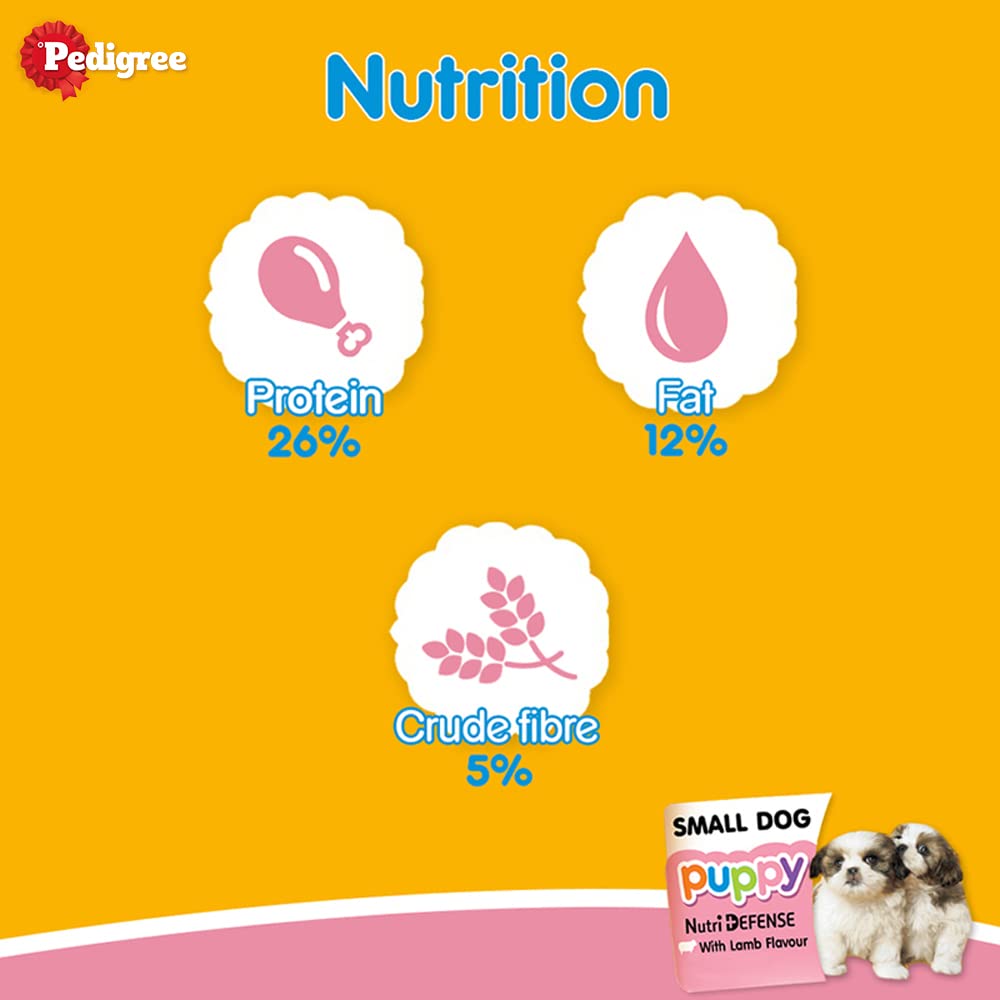 Pedigree
Nutrition
Protein
26%
Fat
12%
Crude fibre
5%
SMALL DOG
puppy
Nutri DEFENSE
With Lamb Flavour